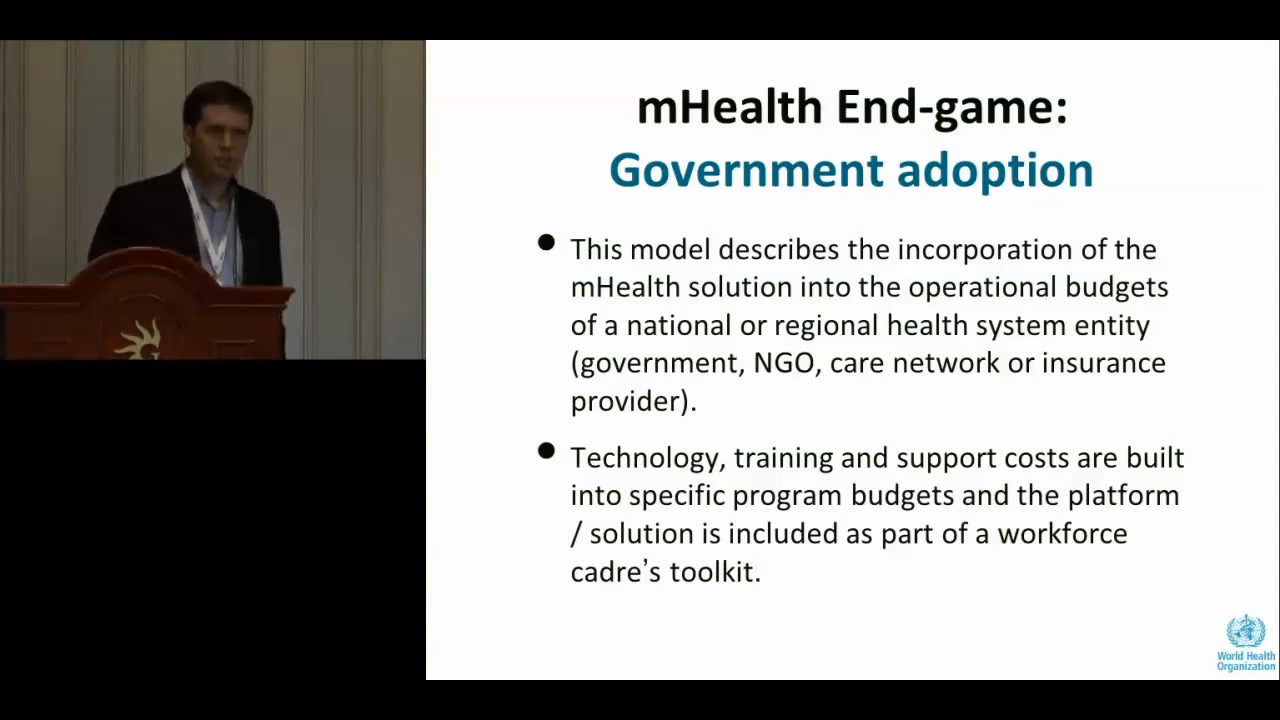 mHealth End-game:
Government adoption
• This model describes the incorporation of the
mHealth solution into the operational budgets
of a national or regional health system entity
(government, NGO, care network or insurance
provider).
• Technology, training and support costs are built
into specific program budgets and the platform
/ solution is included as part of a workforce
cadre’s toolkit.
World Health
Organization